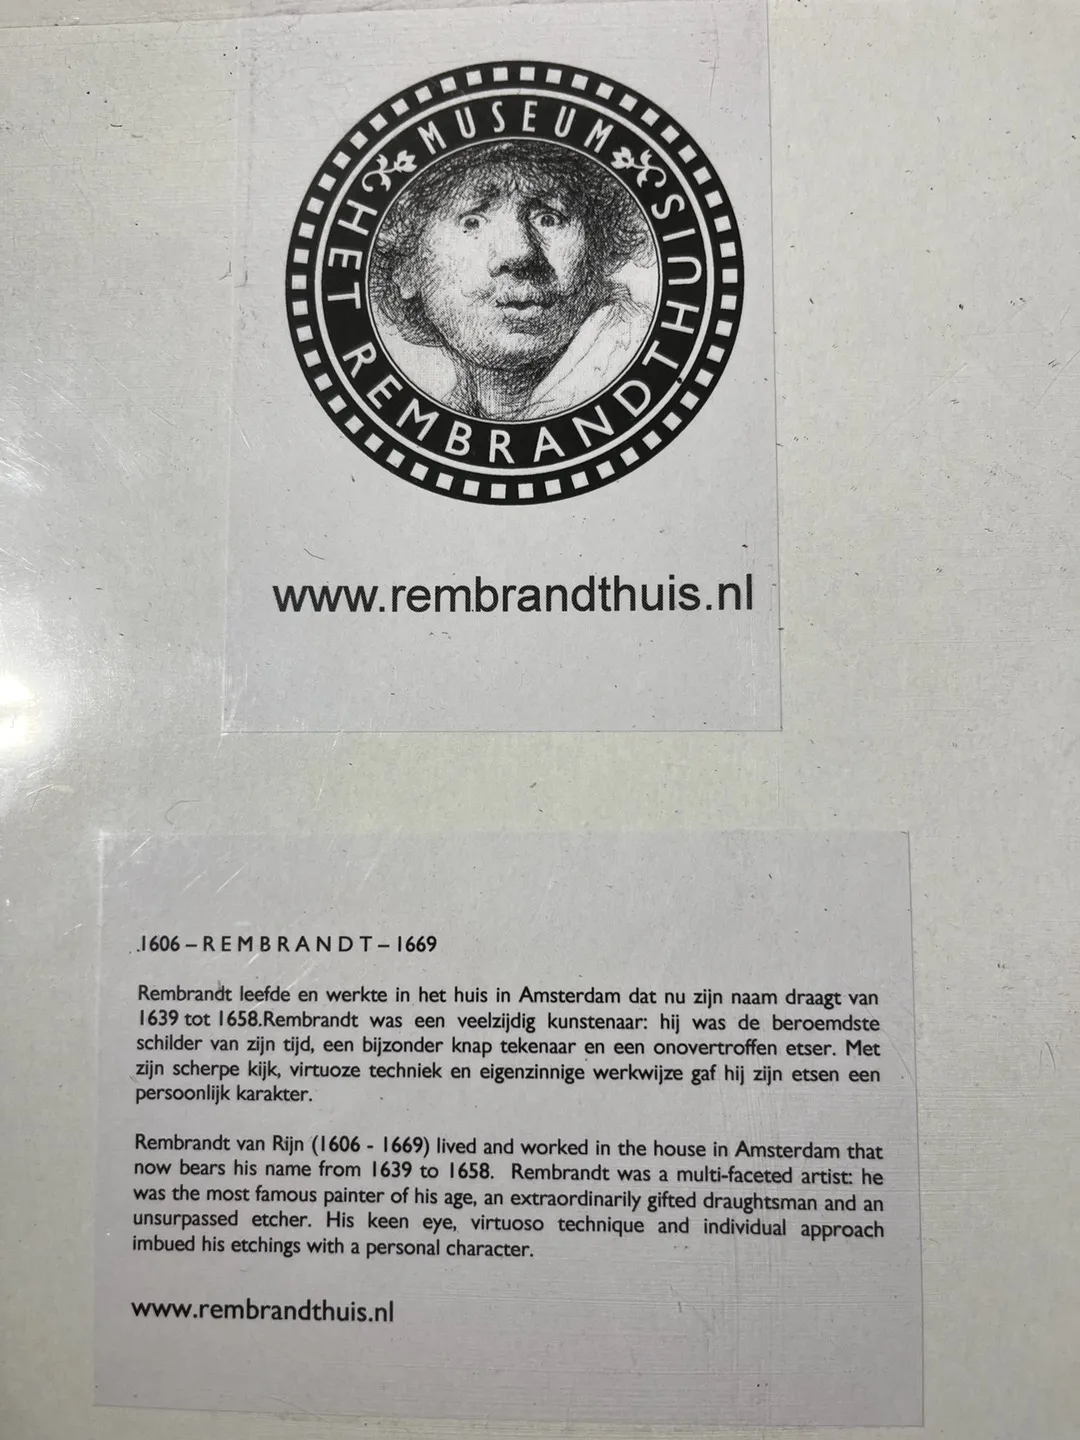 MUSEUM
HET REMBRANDTHUIS
www.rembrandthuis.nl
.1606 – R E M B R A N D T – 1669
Rembrandt leefde en werkte in het huis in Amsterdam dat nu zijn naam draagt van
1639 tot 1658.Rembrandt was een veelzijdig kunstenaar: hij was de beroemdste
schilder van zijn tijd, een bijzonder knap tekenaar en een onovertroffen etser. Met
zijn scherpe kijk, virtuoze techniek en eigenzinnige werkwijze gaf hij zijn etsen een
persoonlijk karakter.
Rembrandt van Rijn (1606 - 1669) lived and worked in the house in Amsterdam that
now bears his name from 1639 to 1658. Rembrandt was a multi-faceted artist: he
was the most famous painter of his age, an extraordinarily gifted draughtsman and an
unsurpassed etcher. His keen eye, virtuoso technique and individual approach
imbued his etchings with a personal character.
www.rembrandthuis.nl